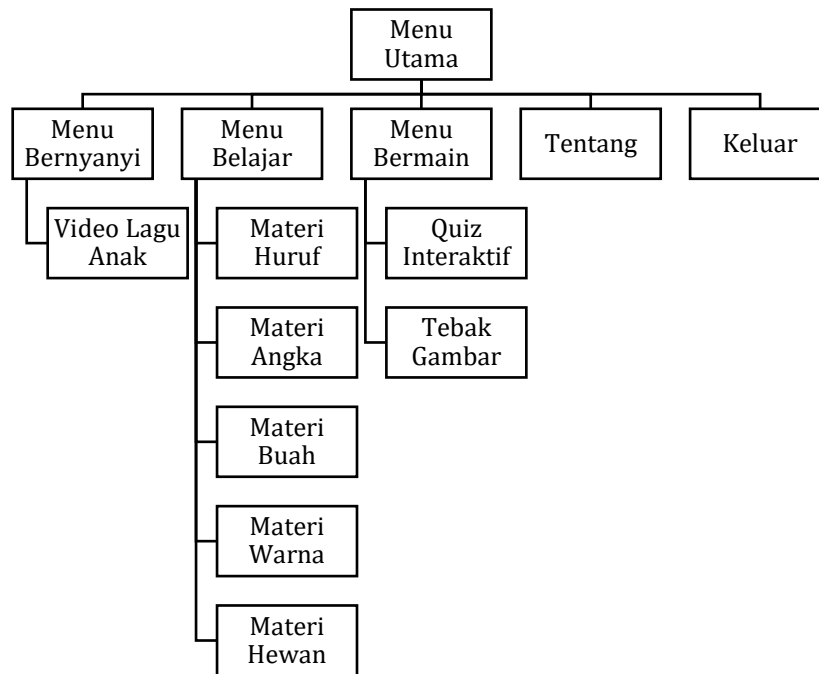 Menu
Utama
Menu
Bernyanyi
Menu
Belajar
Menu
Bermain
Tentang
Keluar
Video Lagu
Anak
Materi
Huruf
Quiz
Interaktif
Materi
Angka
Tebak
Gambar
Materi
Buah
Materi
Warna
Materi
Hewan